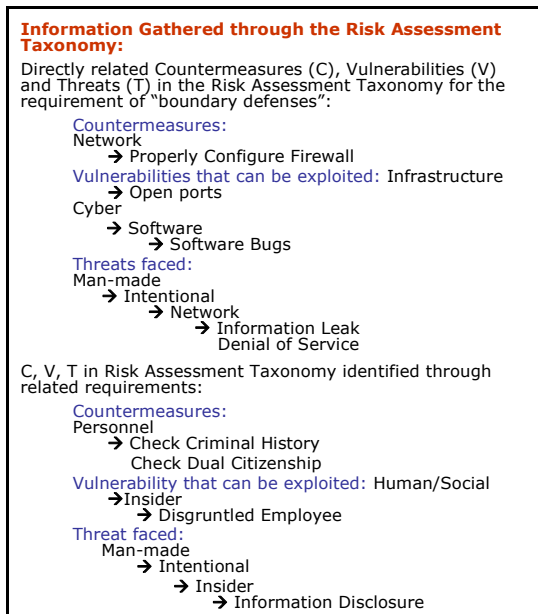 Information Gathered through the Risk Assessment
Taxonomy:
Directly related Countermeasures (C), Vulnerabilities (V)
and Threats (T) in the Risk Assessment Taxonomy for the
requirement of “boundary defenses”:
Countermeasures:
Network
→ Properly Configure Firewall
Vulnerabilities that can be exploited: Infrastructure
→ Open ports
Cyber
→ Software
→ Software Bugs
Threats faced:
Man-made
→ Intentional
→ Network
→ Information Leak
Denial of Service
C, V, T in Risk Assessment Taxonomy identified through
related requirements:
Countermeasures:
Personnel
→ Check Criminal History
Check Dual Citizenship
Vulnerability that can be exploited: Human/Social
→Insider
→ Disgruntled Employee
Threat faced:
Man-made
→ Intentional
→ Insider
→ Information Disclosure